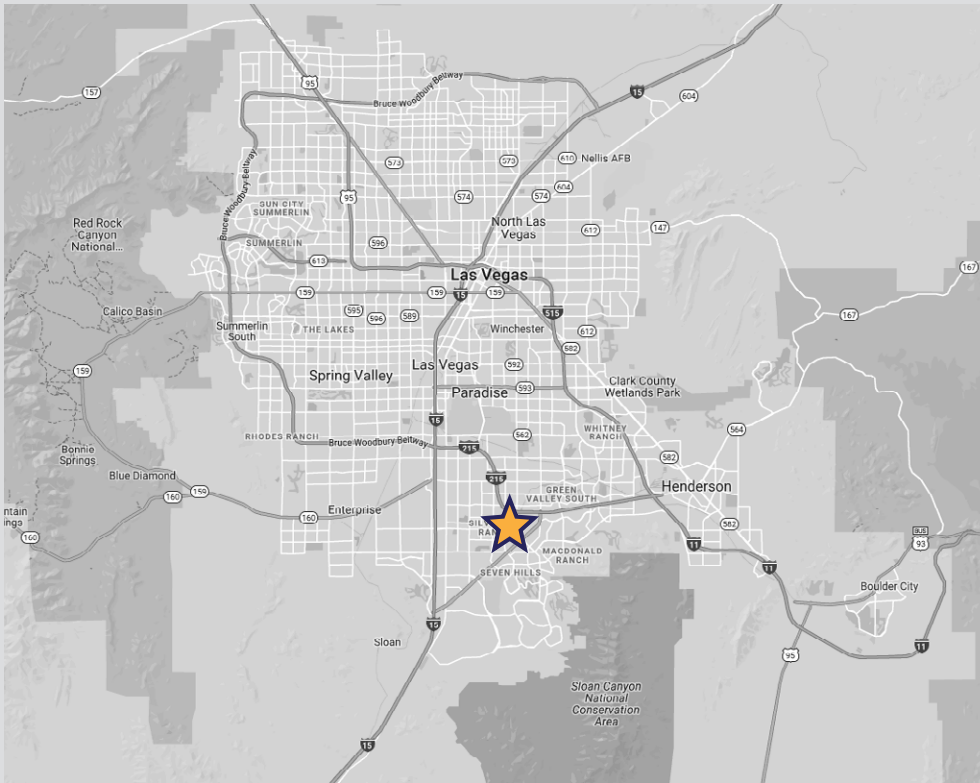 95
157
Bruce Woodbury Beltway
15
604
573
573
610
Nellis AFB
604
Bruce Woodbury Beltway
95
574
574
SUN CITY
SUMMERLIN
Red Rock
Canyon
National...
North Las
Vegas
612
147
SUMMERLIN
596
613
Las Vegas
167
159
159
15
159
Calico Basin
595
596
589
515
167
Summerlin
South
THE LAKES
Winchester
612
582
592
Las Vegas
159
Spring Valley
Paradise
593
Clark County
Wetlands Park
15
564
RHODES RANCH
Bruce Woodbury Beltway
215
562
WHITNEY
RANCH
Bonnie
Springs
582
Blue Diamond
215
160
159
GREEN
VALLEY SOUTH
Henderson
160
Enterprise
582
ntain
ings
160
SILV
RAN
BUS
93
11
MACDONALD
RANCH
SEVEN HILLS
11
Boulder City
15
Sloan
11
95
Sloan Canyon
National
Conservation
Area
15